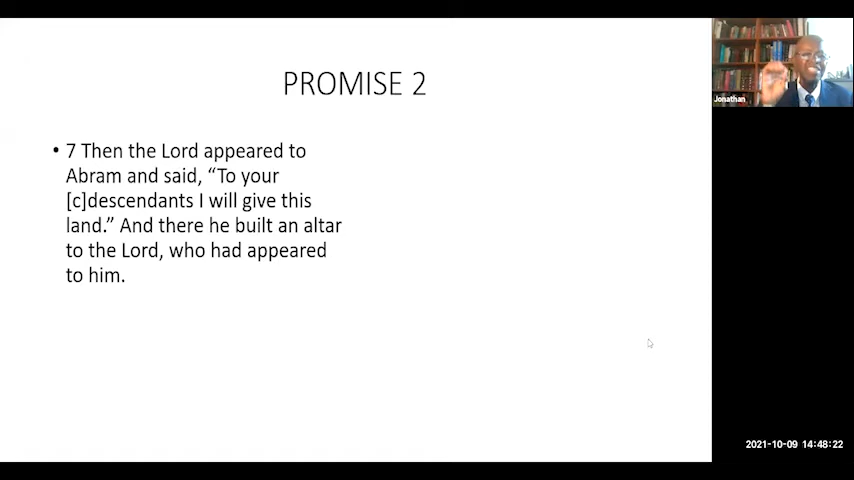 PROMISE 2
Jonathan
• 7 Then the Lord appeared to
Abram and said, “To your
[c]descendants I will give this
land.” And there he built an altar
to the Lord, who had appeared
to him.
2021-10-09 14:48:22